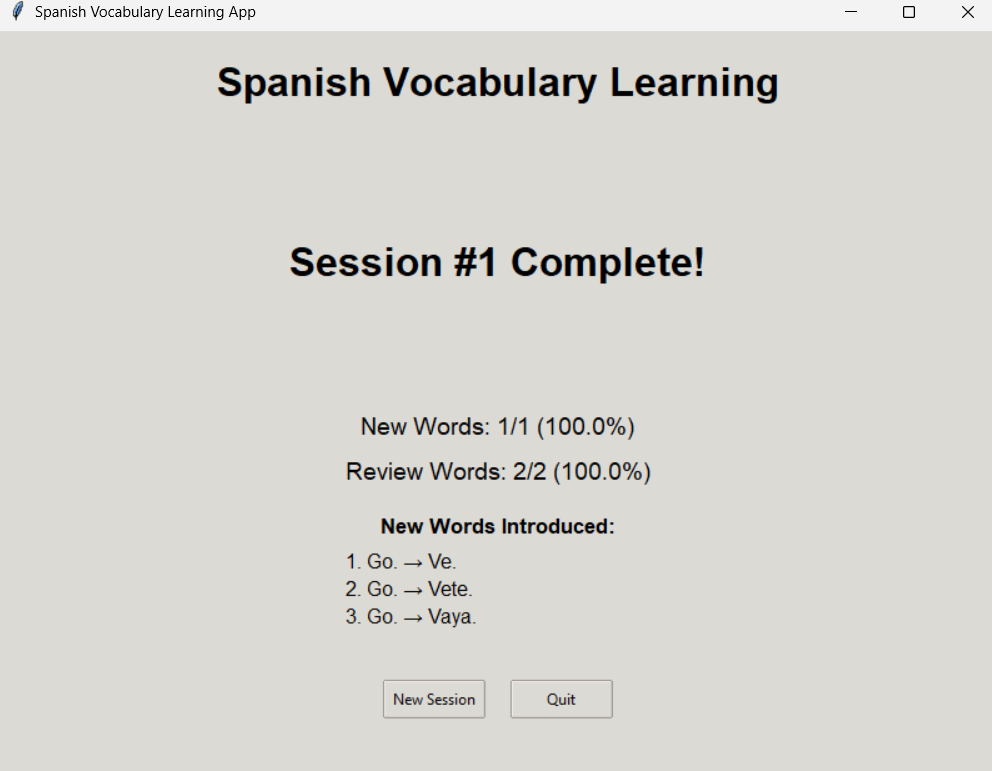 Spanish Vocabulary Learning App
Spanish Vocabulary Learning
Session #1 Complete!
New Words: 1/1 (100.0%)
Review Words: 2/2 (100.0%)
New Words Introduced:
1. Go. → Ve.
2. Go. → Vete.
3. Go. → Vaya.
New Session Quit